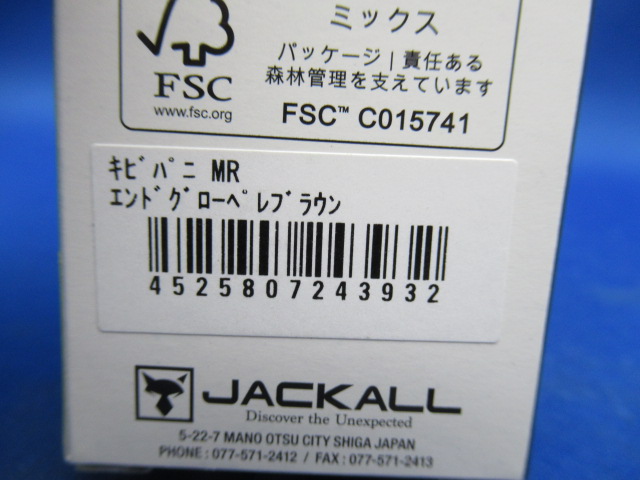 ミックス
パッケージ | 責任ある
森林管理を支えています
FSC
www.fsc.org
FSC™ C015741
ｷﾋﾞﾊﾟﾆ MR
ｴﾝﾄﾞｸﾞﾛｰﾍﾟﾚﾌﾞﾗｳﾝ
4525807243932
JACKALL
Discover the Unexpected
5-22-7 MANO OTSU CITY SHIGA JAPAN
PHONE : 077-571-2412 / FAX : 077-571-2413